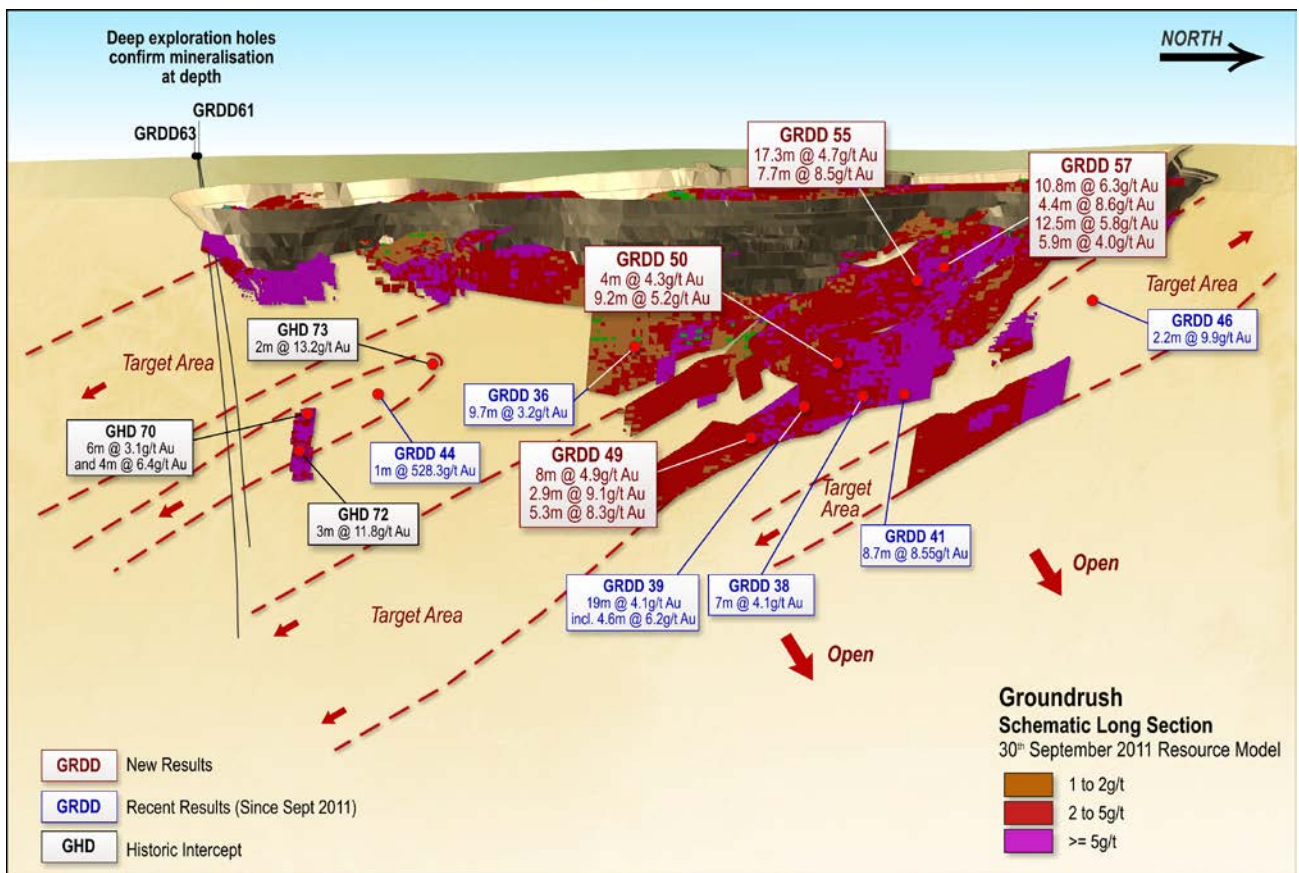 Deep exploration holes
confirm mineralisation
at depth
GRDD61
GRDD63
NORTH
GRDD 55
17.3m @ 4.7g/t Au
7.7m @ 8.5g/t Au
GRDD 57
10.8m @ 6.3g/t Au
4.4m @ 8.6g/t Au
12.5m @ 5.8g/t Au
5.9m @ 4.0g/t Au
GRDD 50
4m @ 4.3g/t Au
9.2m @ 5.2g/t Au
Target Area
GRDD 46
2.2m @ 9.9g/t Au
GHD 73
2m @ 13.2g/t Au
Target Area
GRDD 36
9.7m @ 3.2g/t Au
GHD 70
6m @ 3.1g/t Au
and 4m @ 6.4g/t Au
GRDD 44
1m @ 528.3g/t Au
GRDD 49
8m @ 4.9g/t Au
2.9m @ 9.1g/t Au
5.3m @ 8.3g/t Au
Target
Area
GHD 72
3m @ 11.8g/t Au
GRDD 41
8.7m @ 8.55g/t Au
Open
GRDD 39
19m @ 4.1g/t Au
incl. 4.6m @ 6.2g/t Au
GRDD 38
7m @ 4.1g/t Au
Target Area
Open
Groundrush
Schematic Long Section
30th September 2011 Resource Model
1 to 2g/t
2 to 5g/t
>= 5g/t
GRDD New Results
GRDD Recent Results (Since Sept 2011)
GHD Historic Intercept